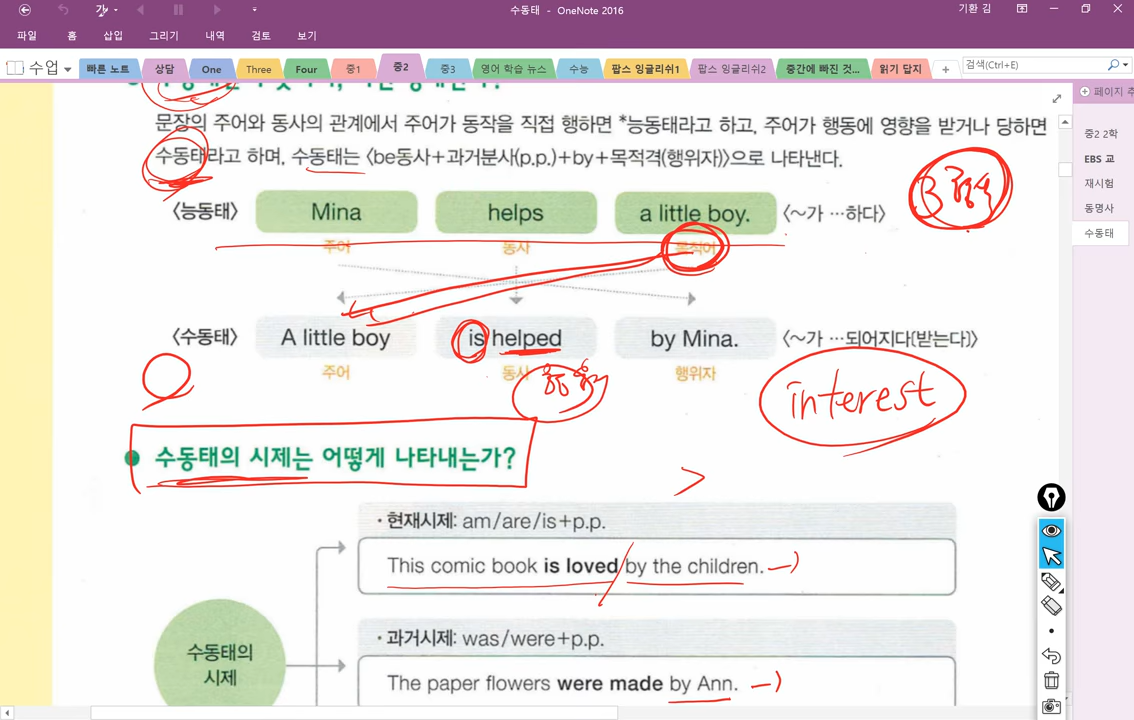 수동태 - OneNote 2016
기환 김
파일 홈 삽입 그리기 내역 검토 보기
수업 빠른 노트 상담 One Three Four 중1 중2 중3 영어 학습 뉴스 수능 팝스 잉글리쉬1 팝스 잉글리쉬2 중간에 빠진 것... 읽기 답지 + 검색(Ctrl+E)
페이지 추
중2 2학
EBS 교
재시험
동명사
수동태
문장의 주어와 동사의 관계에서 주어가 동작을 직접 행하면 *능동태라고 하고, 주어가 행동에 영향을 받거나 당하면
수동태라고 하며, 수동태는 〈be동사+과거분사(p.p.)+by+목적격(행위자)〉으로 나타낸다.
3형식
〈능동태〉 Mina helps a little boy. 〈~가 …하다〉
주어 동사 목적어
〈수동태〉 A little boy is helped by Mina. 〈~가 …되어지다[받는다]〉
주어 동사 행위자
interest
수동태의 시제는 어떻게 나타내는가?
· 현재시제: am/are/is+p.p.
This comic book is loved by the children.
수동태의
시제
· 과거시제: was/were+p.p.
The paper flowers were made by Ann.